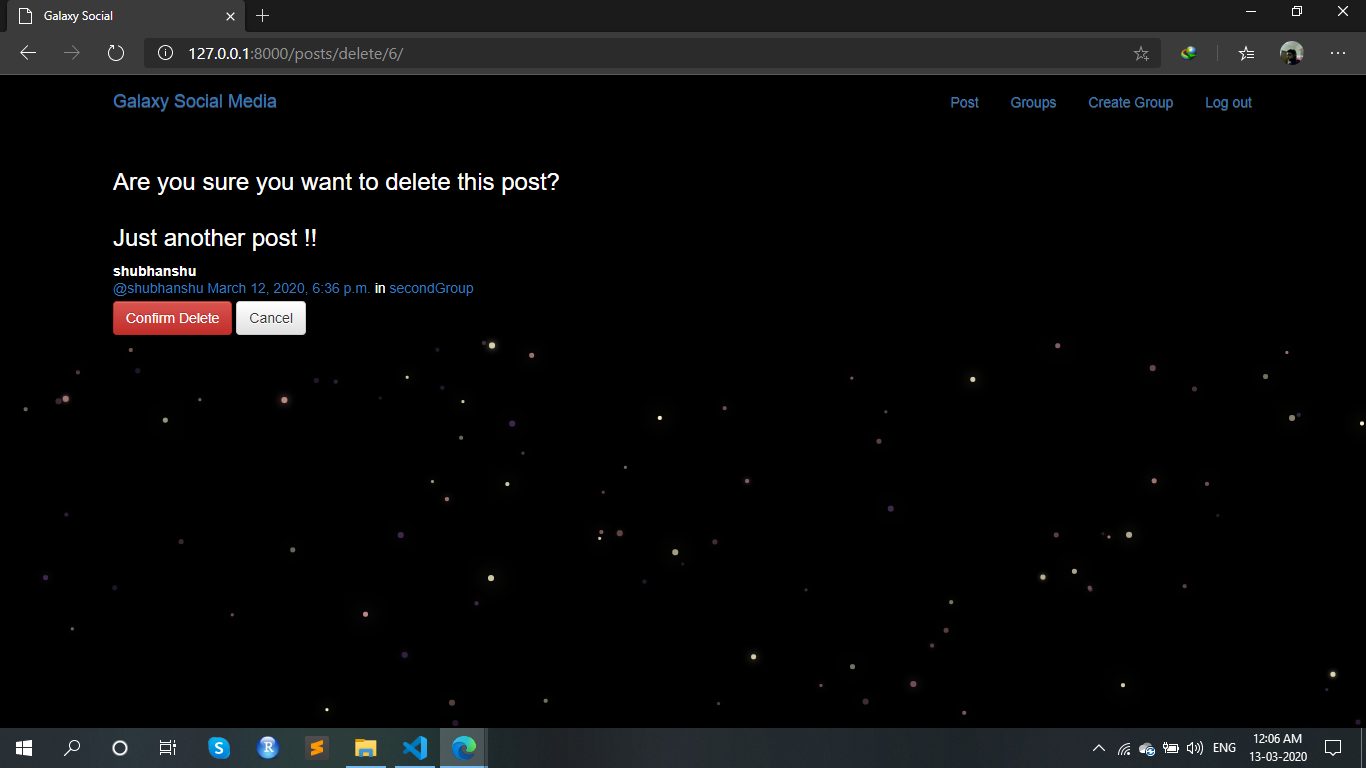 Galaxy Social
127.0.0.1:8000/posts/delete/6/
Galaxy Social Media
Post Groups Create Group Log out
Are you sure you want to delete this post?
Just another post !!
shubhanshu
@shubhanshu March 12, 2020, 6:36 p.m. in secondGroup
Confirm Delete Cancel
S R ENG 12:06 AM
13-03-2020